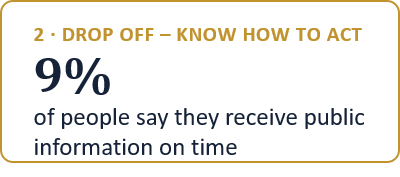 2 · DROP OFF – KNOW HOW TO ACT
9%
of people say they receive public
information on time